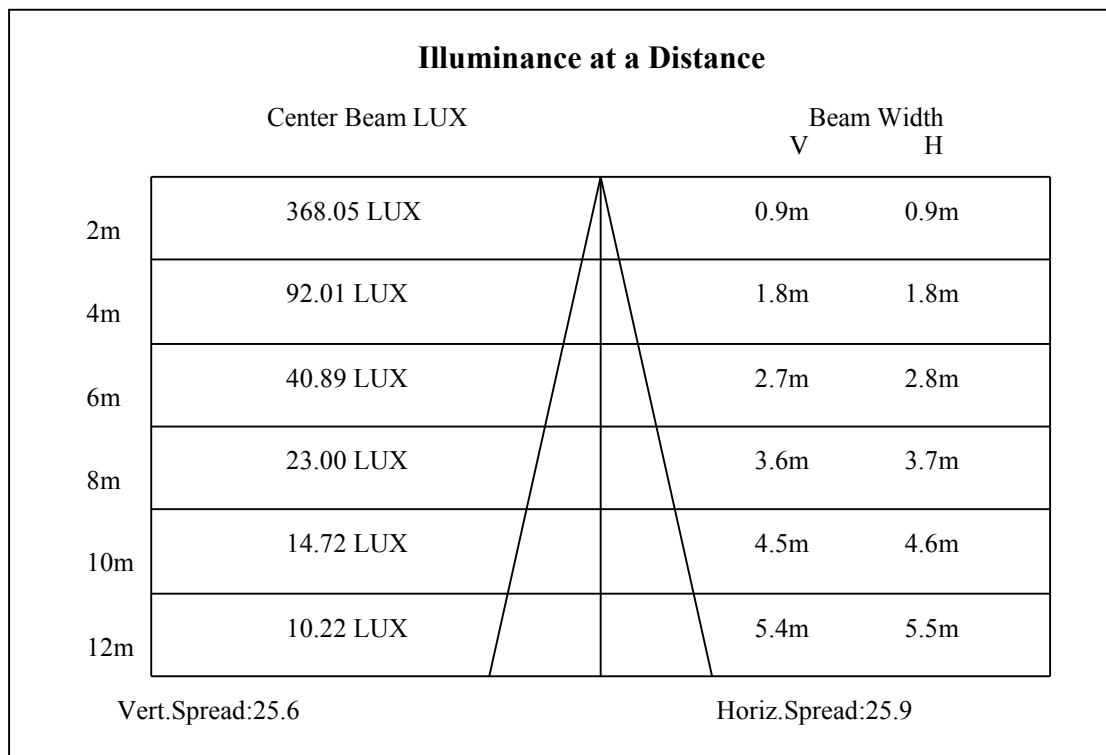 Illuminance at a Distance
Center Beam LUX Beam Width
V H
368.05 LUX 0.9m 0.9m
2m
92.01 LUX 1.8m 1.8m
4m
40.89 LUX 2.7m 2.8m
6m
23.00 LUX 3.6m 3.7m
8m
14.72 LUX 4.5m 4.6m
10m
10.22 LUX 5.4m 5.5m
12m
Vert.Spread:25.6 Horiz.Spread:25.9